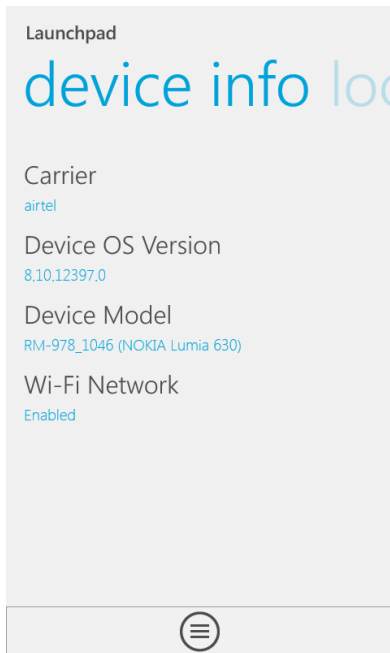 Launchpad
device info loc
Carrier
airtel
Device OS Version
8.10.12397.0
Device Model
RM-978_1046 (NOKIA Lumia 630)
Wi-Fi Network
Enabled